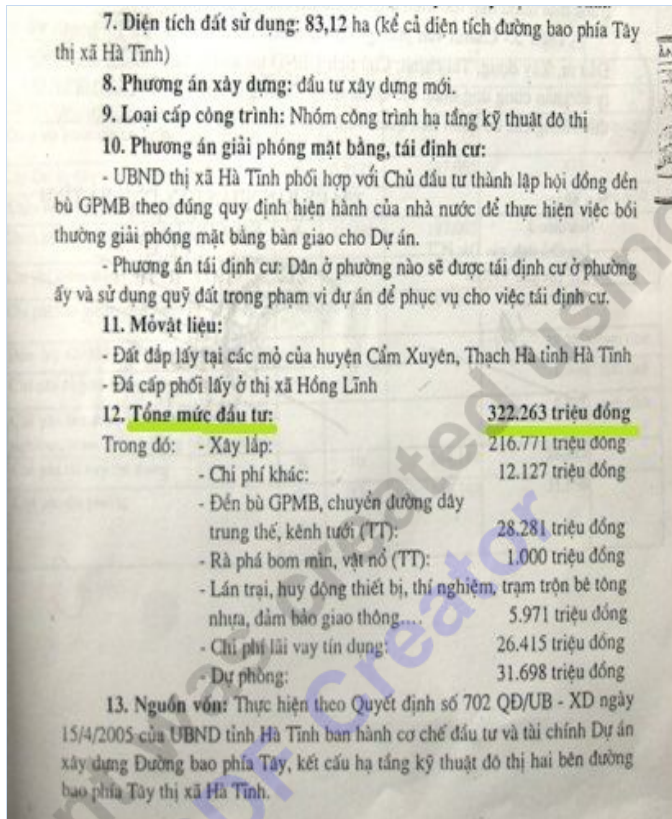 7. Diện tích đất sử dụng: 83,12 ha (kể cả diện tích đường bao phía Tây
thị xã Hà Tĩnh)
8. Phương án xây dựng: đầu tư xây dựng mới.
9. Loại cấp công trình: Nhóm công trình hạ tầng kỹ thuật đô thị
10. Phương án giải phóng mặt bằng, tái định cư:
- UBND thị xã Hà Tĩnh phối hợp với Chủ đầu tư thành lập hội đồng đền
bù GPMB theo đúng quy định hiện hành của nhà nước để thực hiện việc bồi
thường giải phóng mặt bằng bàn giao cho Dự án.
- Phương án tái định cư: Dân ở phường nào sẽ được tái định cư ở phường
ấy và sử dụng quỹ đất trong phạm vi dự án để phục vụ cho việc tái định cư.
11. Mỏvật liệu:
- Đất đắp lấy tại các mỏ của huyện Cẩm Xuyên, Thạch Hà tỉnh Hà Tĩnh
- Đá cấp phối lấy ở thị xã Hồng Lĩnh
12. Tổng mức đầu tư: 322.263 triệu đồng
Trong đó: - Xây lắp: 216.771 triệu đồng
- Chi phí khác: 12.127 triệu đồng
- Đền bù GPMB, chuyển đường dây
trung thế, kênh tưới (TT): 28.281 triệu đồng
- Rà phá bom mìn, vật nổ (TT): 1.000 triệu đồng
- Lán trại, huy động thiết bị, thí nghiệm, trạm trộn bê tông
nhựa, đảm bảo giao thông.... 5.971 triệu đồng
- Chi phí lãi vay tín dụng: 26.415 triệu đồng
- Dự phòng: 31.698 triệu đồng
13. Nguồn vốn: Thực hiện theo Quyết định số 702 QĐ/UB - XD ngày
15/4/2005 của UBND tỉnh Hà Tĩnh ban hành cơ chế đầu tư và tài chính Dự án
xây dựng Đường bao phía Tây, kết cấu hạ tầng kỹ thuật đô thị hai bên đường
bao phía Tây thị xã Hà Tĩnh.
was created using
PDF Creator